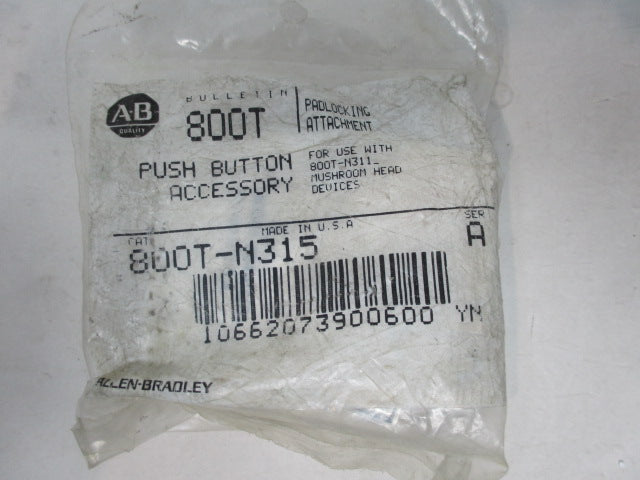 A-B
QUALITY
BULLETIN
800T
PADLOCKING
ATTACHMENT
PUSH BUTTON
ACCESSORY
FOR USE WITH
800T-N311_
MUSHROOM HEAD
DEVICES
MADE IN U.S.A
CAT
SER
800T-N315
A
10662073900600 YN
ALLEN-BRADLEY